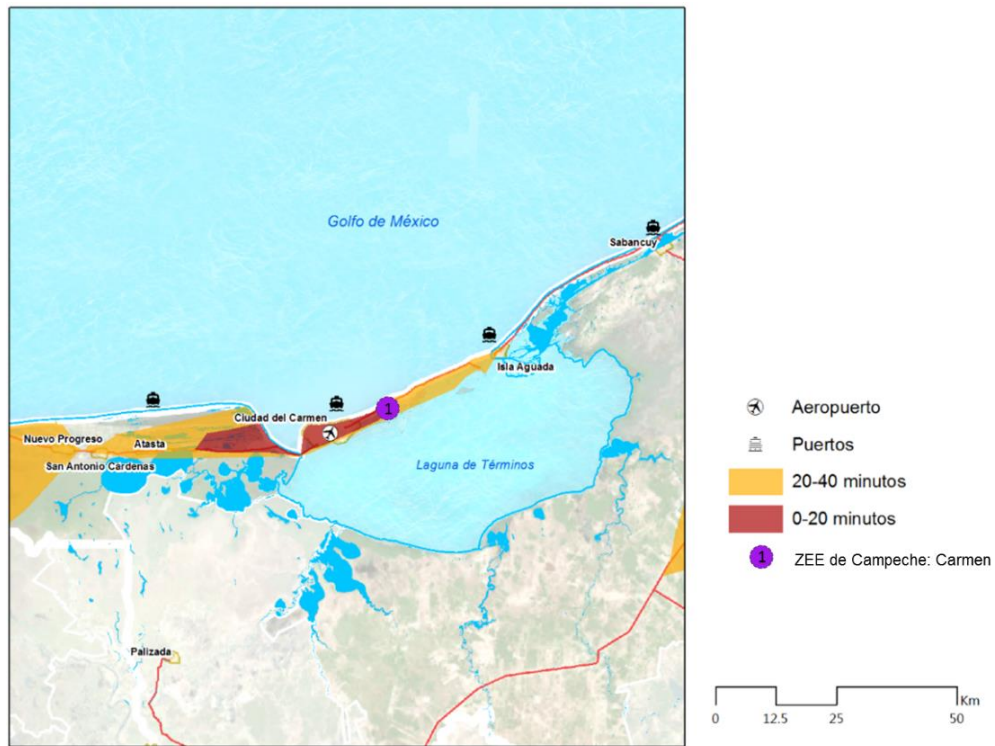 Golfo de México
Sabancuy
Isla Aguada
1
Ciudad del Carmen
Nuevo Progreso
Atasta
San Antonio Cardenas
Laguna de Términos
Palizada
Aeropuerto
Puertos
20-40 minutos
0-20 minutos
1 ZEE de Campeche: Carmen
Km
0 12.5 25 50